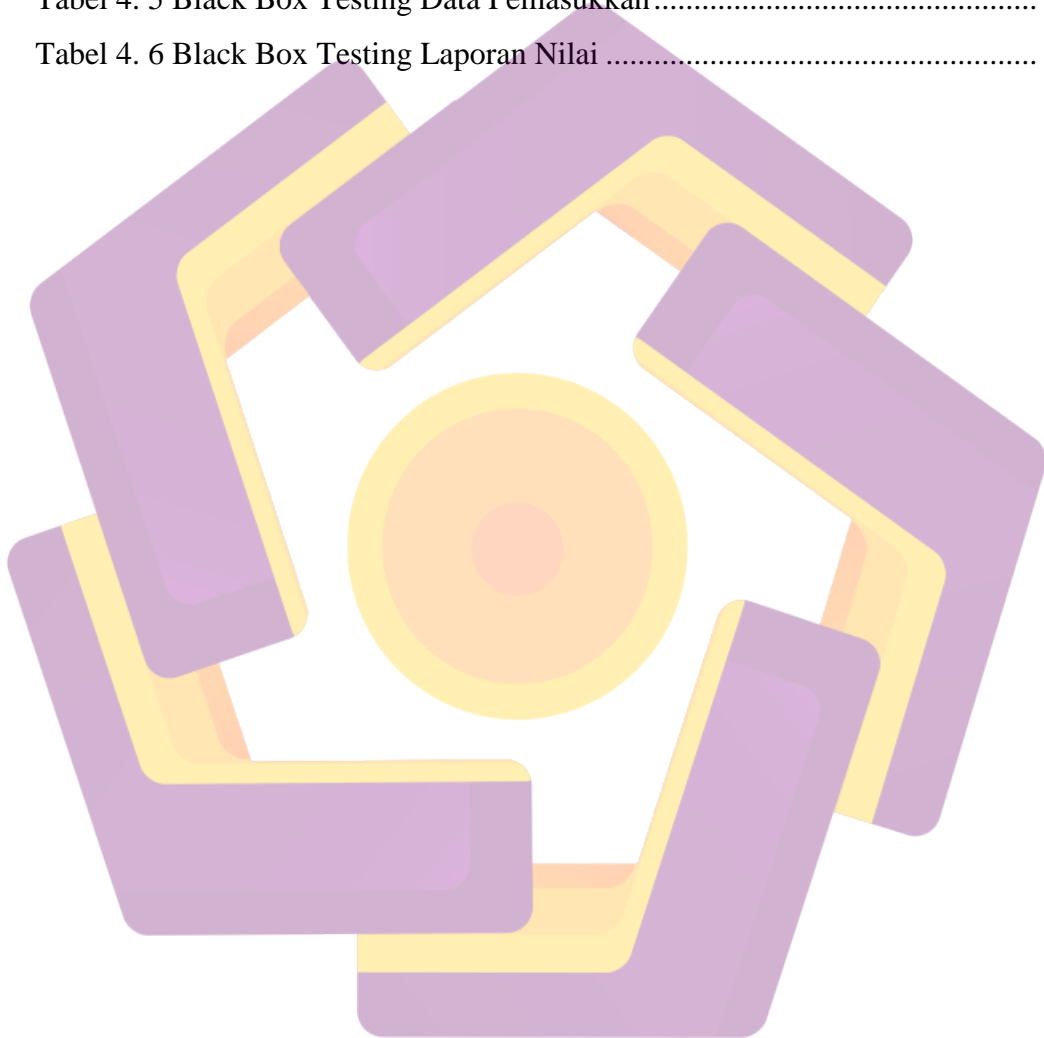 Tabel 4. 5 Black Box Testing Data Pemasukkan.................................................
Tabel 4. 6 Black Box Testing Laporan Nilai .......................................................